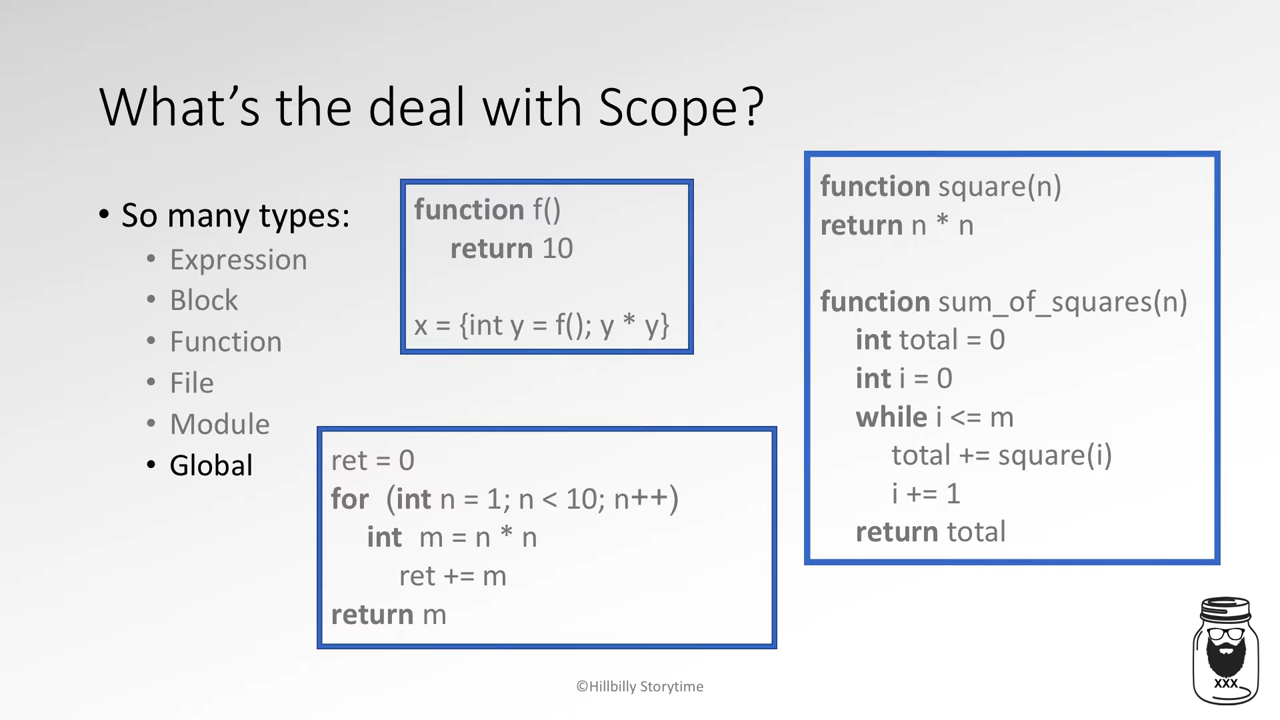 What's the deal with Scope?
• So many types:
• Expression
• Block
• Function
• File
• Module
• Global
function f()
return 10
x = {int y = f(); y * y}
ret = 0
for (int n = 1; n < 10; n++)
int m = n * n
ret += m
return m
function square(n)
return n * n
function sum_of_squares(n)
int total = 0
int i = 0
while i <= m
total += square(i)
i += 1
return total
©Hillbilly Storytime
XXX